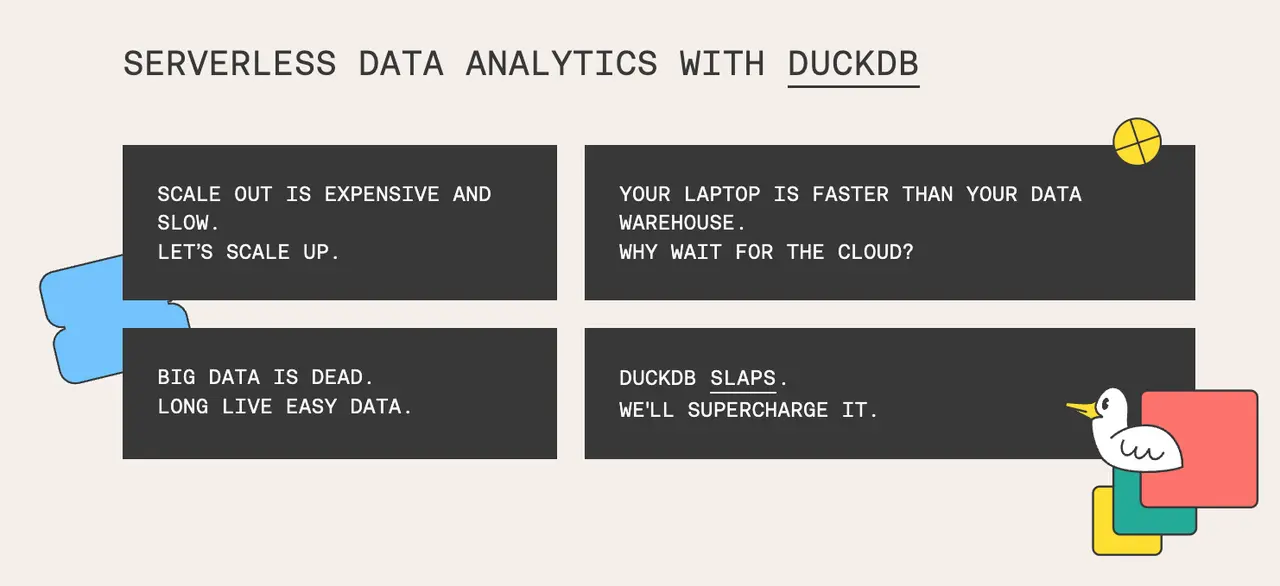 SERVERLESS DATA ANALYTICS WITH DUCKDB
SCALE OUT IS EXPENSIVE AND
SLOW.
LET’S SCALE UP.
YOUR LAPTOP IS FASTER THAN YOUR DATA
WAREHOUSE.
WHY WAIT FOR THE CLOUD?
BIG DATA IS DEAD.
LONG LIVE EASY DATA.
DUCKDB SLAPS.
WE'LL SUPERCHARGE IT.